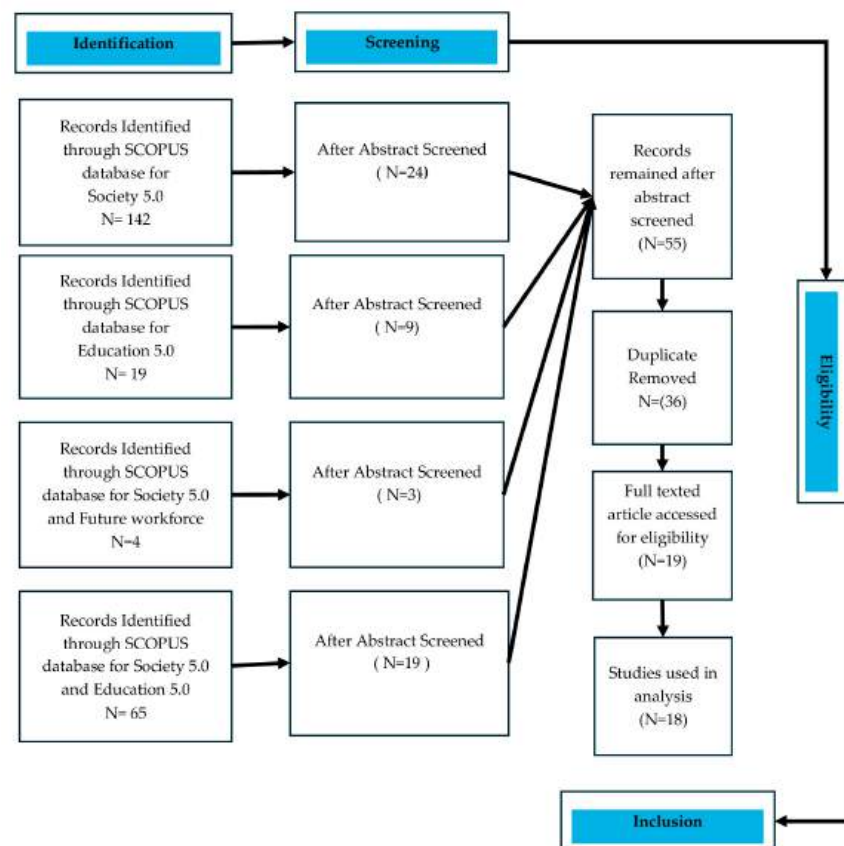 Identification
Screening
Records Identified
through SCOPUS
database for
Society 5.0
N= 142
After Abstract Screened
( N=24)
Records
remained after
abstract
screened
(N=55)
Records Identified
through SCOPUS
database for
Education 5.0
N= 19
After Abstract Screened
( N=9)
Duplicate
Removed
N=(36)
Eligibility
Records Identified
through SCOPUS
database for Society 5.0
and Future workforce
N=4
After Abstract Screened
( N=3)
Full texted
article accessed
for eligibility
(N=19)
Records Identified
through SCOPUS
database for Society 5.0
and Education 5.0
N= 65
After Abstract Screened
( N=19 )
Studies used in
analysis
(N=18)
Inclusion